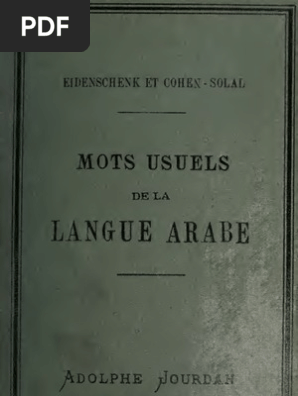 PDF
EIDENSCHENK ET COHEN-SOLAL
MOTS USUELS
DE LA
LANGUE ARABE
ADOLPHE JOURDAN